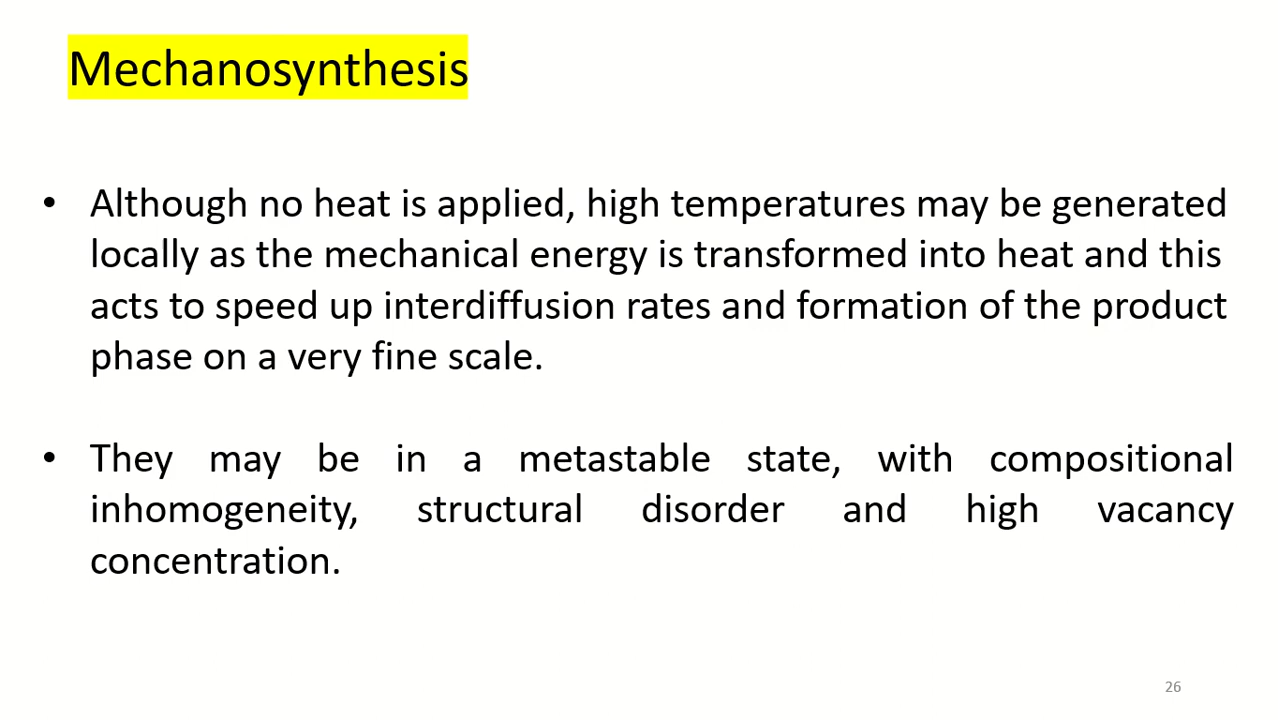 Mechanosynthesis
• Although no heat is applied, high temperatures may be generated
locally as the mechanical energy is transformed into heat and this
acts to speed up interdiffusion rates and formation of the product
phase on a very fine scale.
• They may be in a metastable state, with compositional
inhomogeneity, structural disorder and high vacancy
concentration.
26